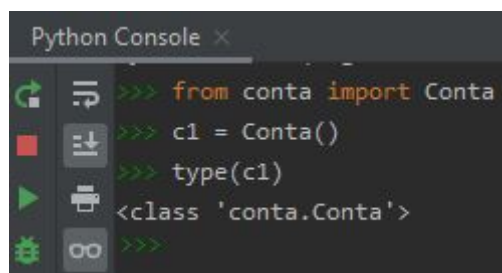 Python Console
>>> from conta import Conta
>>> c1 = Conta()
>>> type(c1)
<class 'conta.Conta'>
>>>